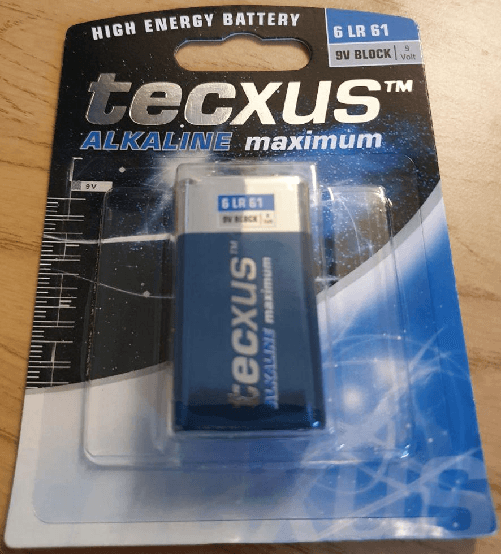 HIGH ENERGY BATTERY
6 LR 61
9V BLOCK
9
Volt
tecxus™
ALKALINE maximum
9V
6 LR 61
9V BLOCK
tecxus™
ALKALINE maximum
us